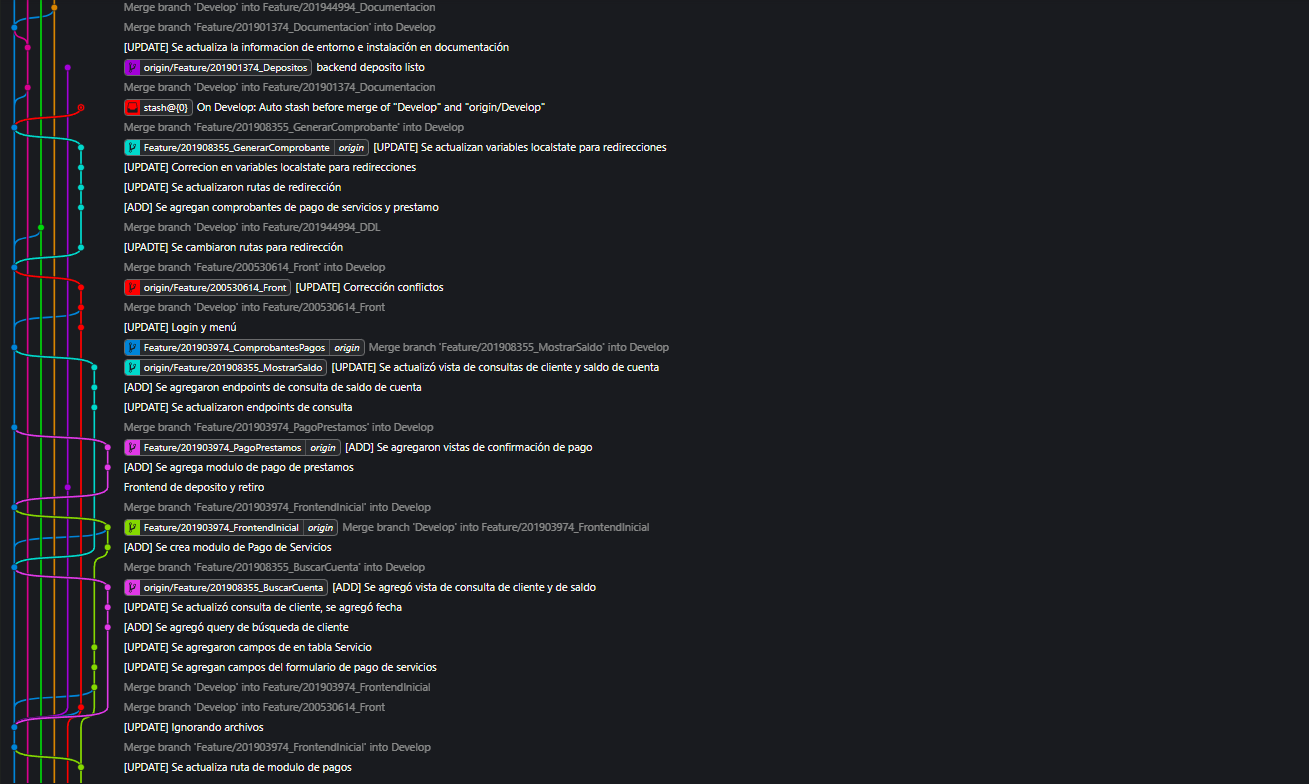 Merge branch 'Develop' into Feature/201944994_Documentacion
Merge branch 'Feature/201901374_Documentacion' into Develop
[UPDATE] Se actualiza la informacion de entorno e instalación en documentación
origin/Feature/201901374_Depositos backend deposito listo
Merge branch 'Develop' into Feature/201901374_Documentacion
stash@{0} On Develop: Auto stash before merge of "Develop" and "origin/Develop"
Merge branch 'Feature/201908355_GenerarComprobante' into Develop
Feature/201908355_GenerarComprobante origin [UPDATE] Se actualizan variables localstate para redirecciones
[UPDATE] Correcion en variables localstate para redirecciones
[UPDATE] Se actualizaron rutas de redirección
[ADD] Se agregan comprobantes de pago de servicios y prestamo
Merge branch 'Develop' into Feature/201944994_DDL
[UPADTE] Se cambiaron rutas para redirección
Merge branch 'Feature/200530614_Front' into Develop
origin/Feature/200530614_Front [UPDATE] Corrección conflictos
Merge branch 'Develop' into Feature/200530614_Front
[UPDATE] Login y menú
Feature/201903974_ComprobantesPagos origin Merge branch 'Feature/201908355_MostrarSaldo' into Develop
origin/Feature/201908355_MostrarSaldo [UPDATE] Se actualizó vista de consultas de cliente y saldo de cuenta
[ADD] Se agregaron endpoints de consulta de saldo de cuenta
[UPDATE] Se actualizaron endpoints de consulta
Merge branch 'Feature/201903974_PagoPrestamos' into Develop
Feature/201903974_PagoPrestamos origin [ADD] Se agregaron vistas de confirmación de pago
[ADD] Se agrega modulo de pago de prestamos
Frontend de deposito y retiro
Merge branch 'Feature/201903974_FrontendInicial' into Develop
Feature/201903974_FrontendInicial origin Merge branch 'Develop' into Feature/201903974_FrontendInicial
[ADD] Se crea modulo de Pago de Servicios
Merge branch 'Feature/201908355_BuscarCuenta' into Develop
origin/Feature/201908355_BuscarCuenta [ADD] Se agregó vista de consulta de cliente y de saldo
[UPDATE] Se actualizó consulta de cliente, se agregó fecha
[ADD] Se agregó query de búsqueda de cliente
[UPDATE] Se agregaron campos de en tabla Servicio
[UPDATE] Se agregan campos del formulario de pago de servicios
Merge branch 'Develop' into Feature/201903974_FrontendInicial
Merge branch 'Develop' into Feature/200530614_Front
[UPDATE] Ignorando archivos
Merge branch 'Feature/201903974_FrontendInicial' into Develop
[UPDATE] Se actualiza ruta de modulo de pagos